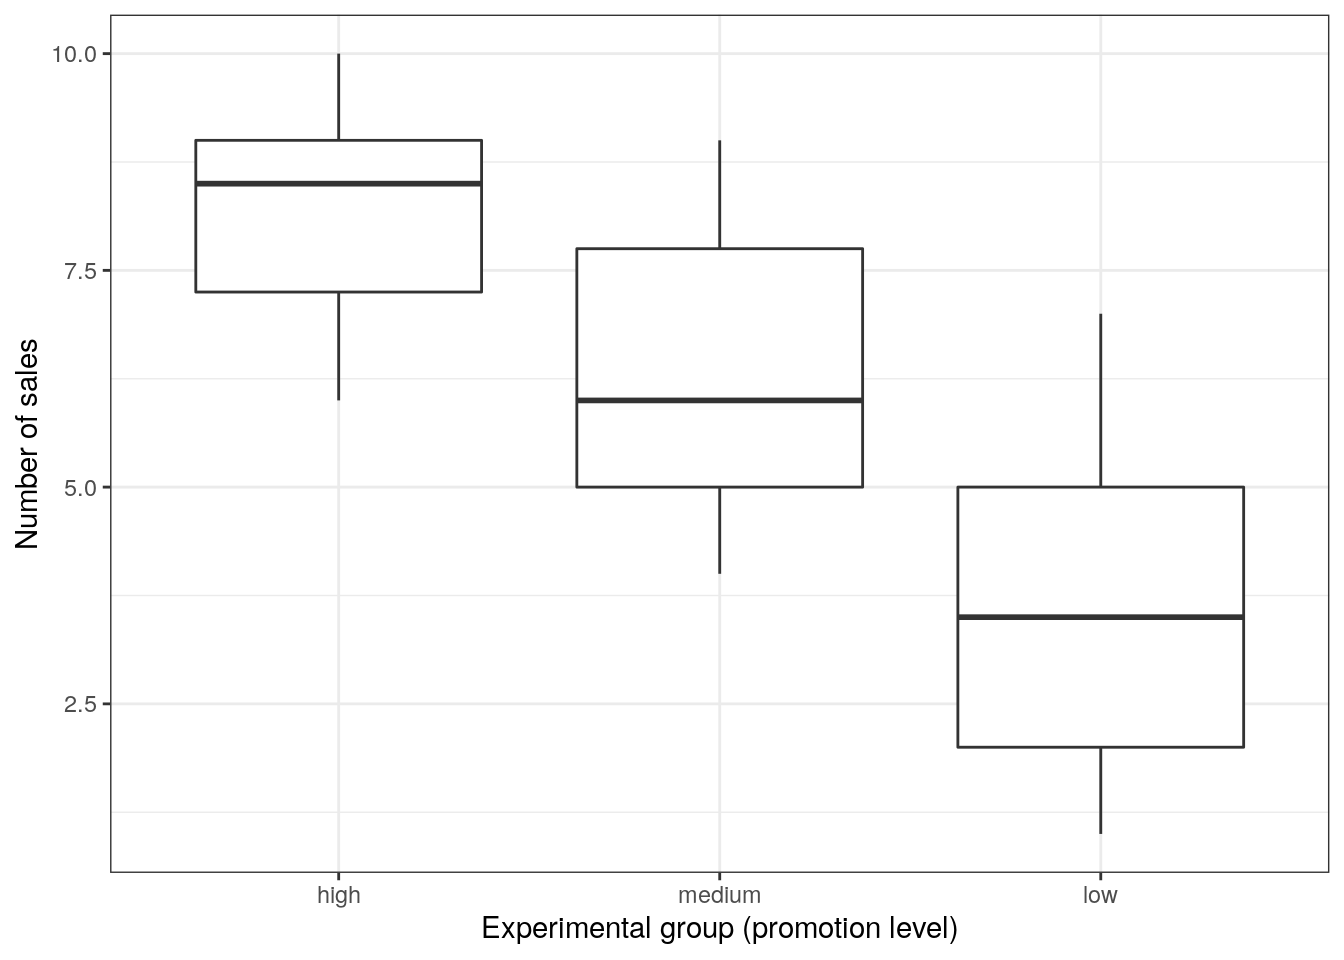 Number of sales
10.0
7.5
5.0
2.5
high
medium
low
Experimental group (promotion level)